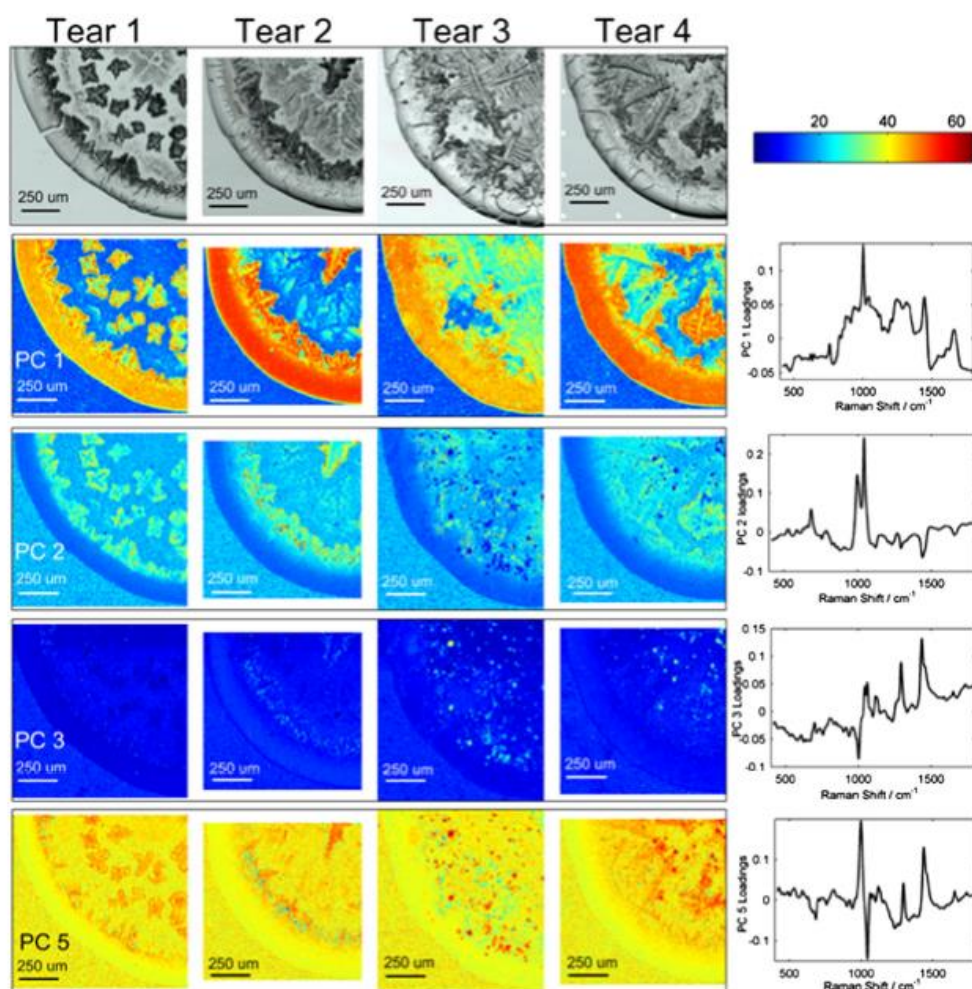 Tear 1 Tear 2 Tear 3 Tear 4
20 40 60
250 um 250 um 250 um 250 um
PC 1
250 um 250 um 250 um 250 um
PC 1 Loadings
0.1
0.05
0
-0.05
500 1000 1500
Raman Shift / cm-1
PC 2
250 um 250 um 250 um 250 um
PC 2 loadings
0.2
0.1
0
-0.1
500 1000 1500
Raman Shift / cm-1
PC 3
250 um 250 um 250 um 250 um
PC 3 Loadings
0.15
0.1
0.05
0
-0.05
-0.1
500 1000 1500
Raman Shift / cm-1
PC 5
250 um 250 um 250 um 250 um
PC 5 Loadings
0.1
0
-0.1
500 1000 1500
Raman Shift / cm-1